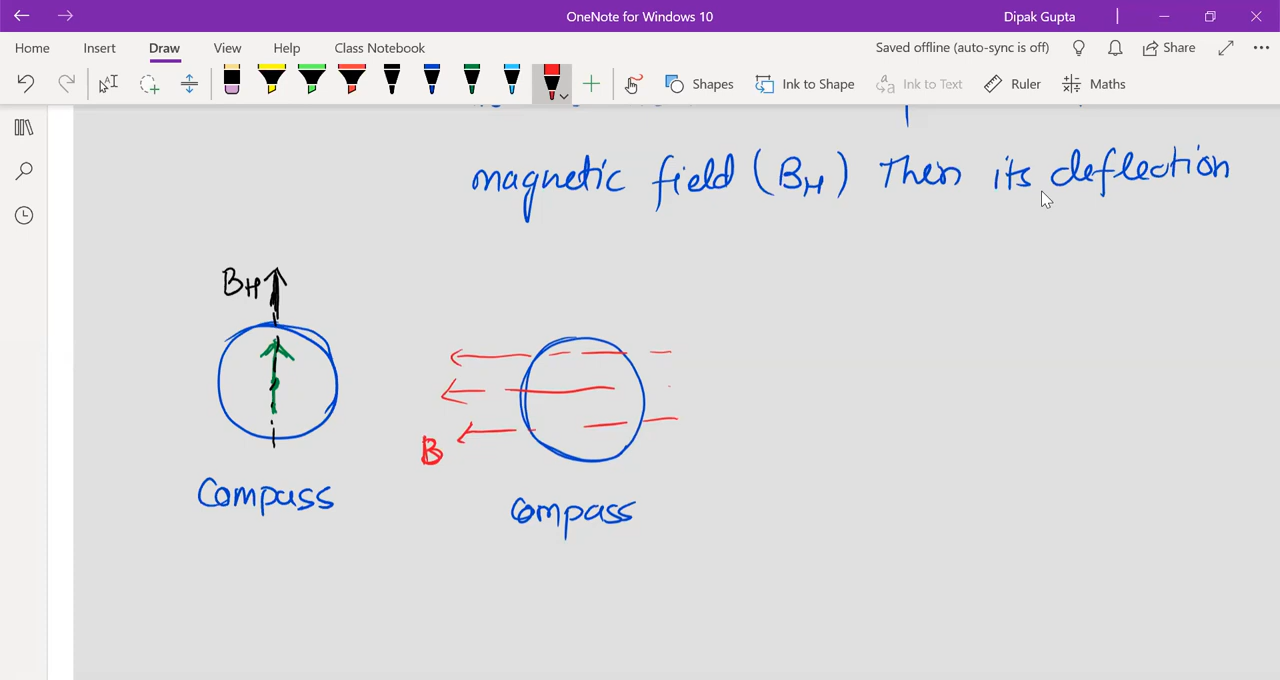 OneNote for Windows 10
Dipak Gupta
Home Insert Draw View Help Class Notebook
Saved offline (auto-sync is off) Share
Shapes Ink to Shape Ink to Text Ruler Maths
magnetic field (BH) Then its deflection
BH
B
Compass
Compass